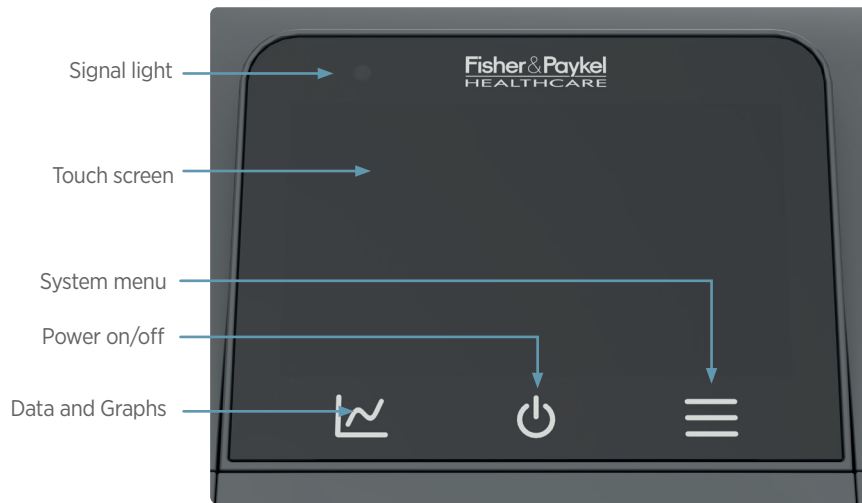 Signal light
Fisher&Paykel
HEALTHCARE
Touch screen
System menu
Power on/off
Data and Graphs